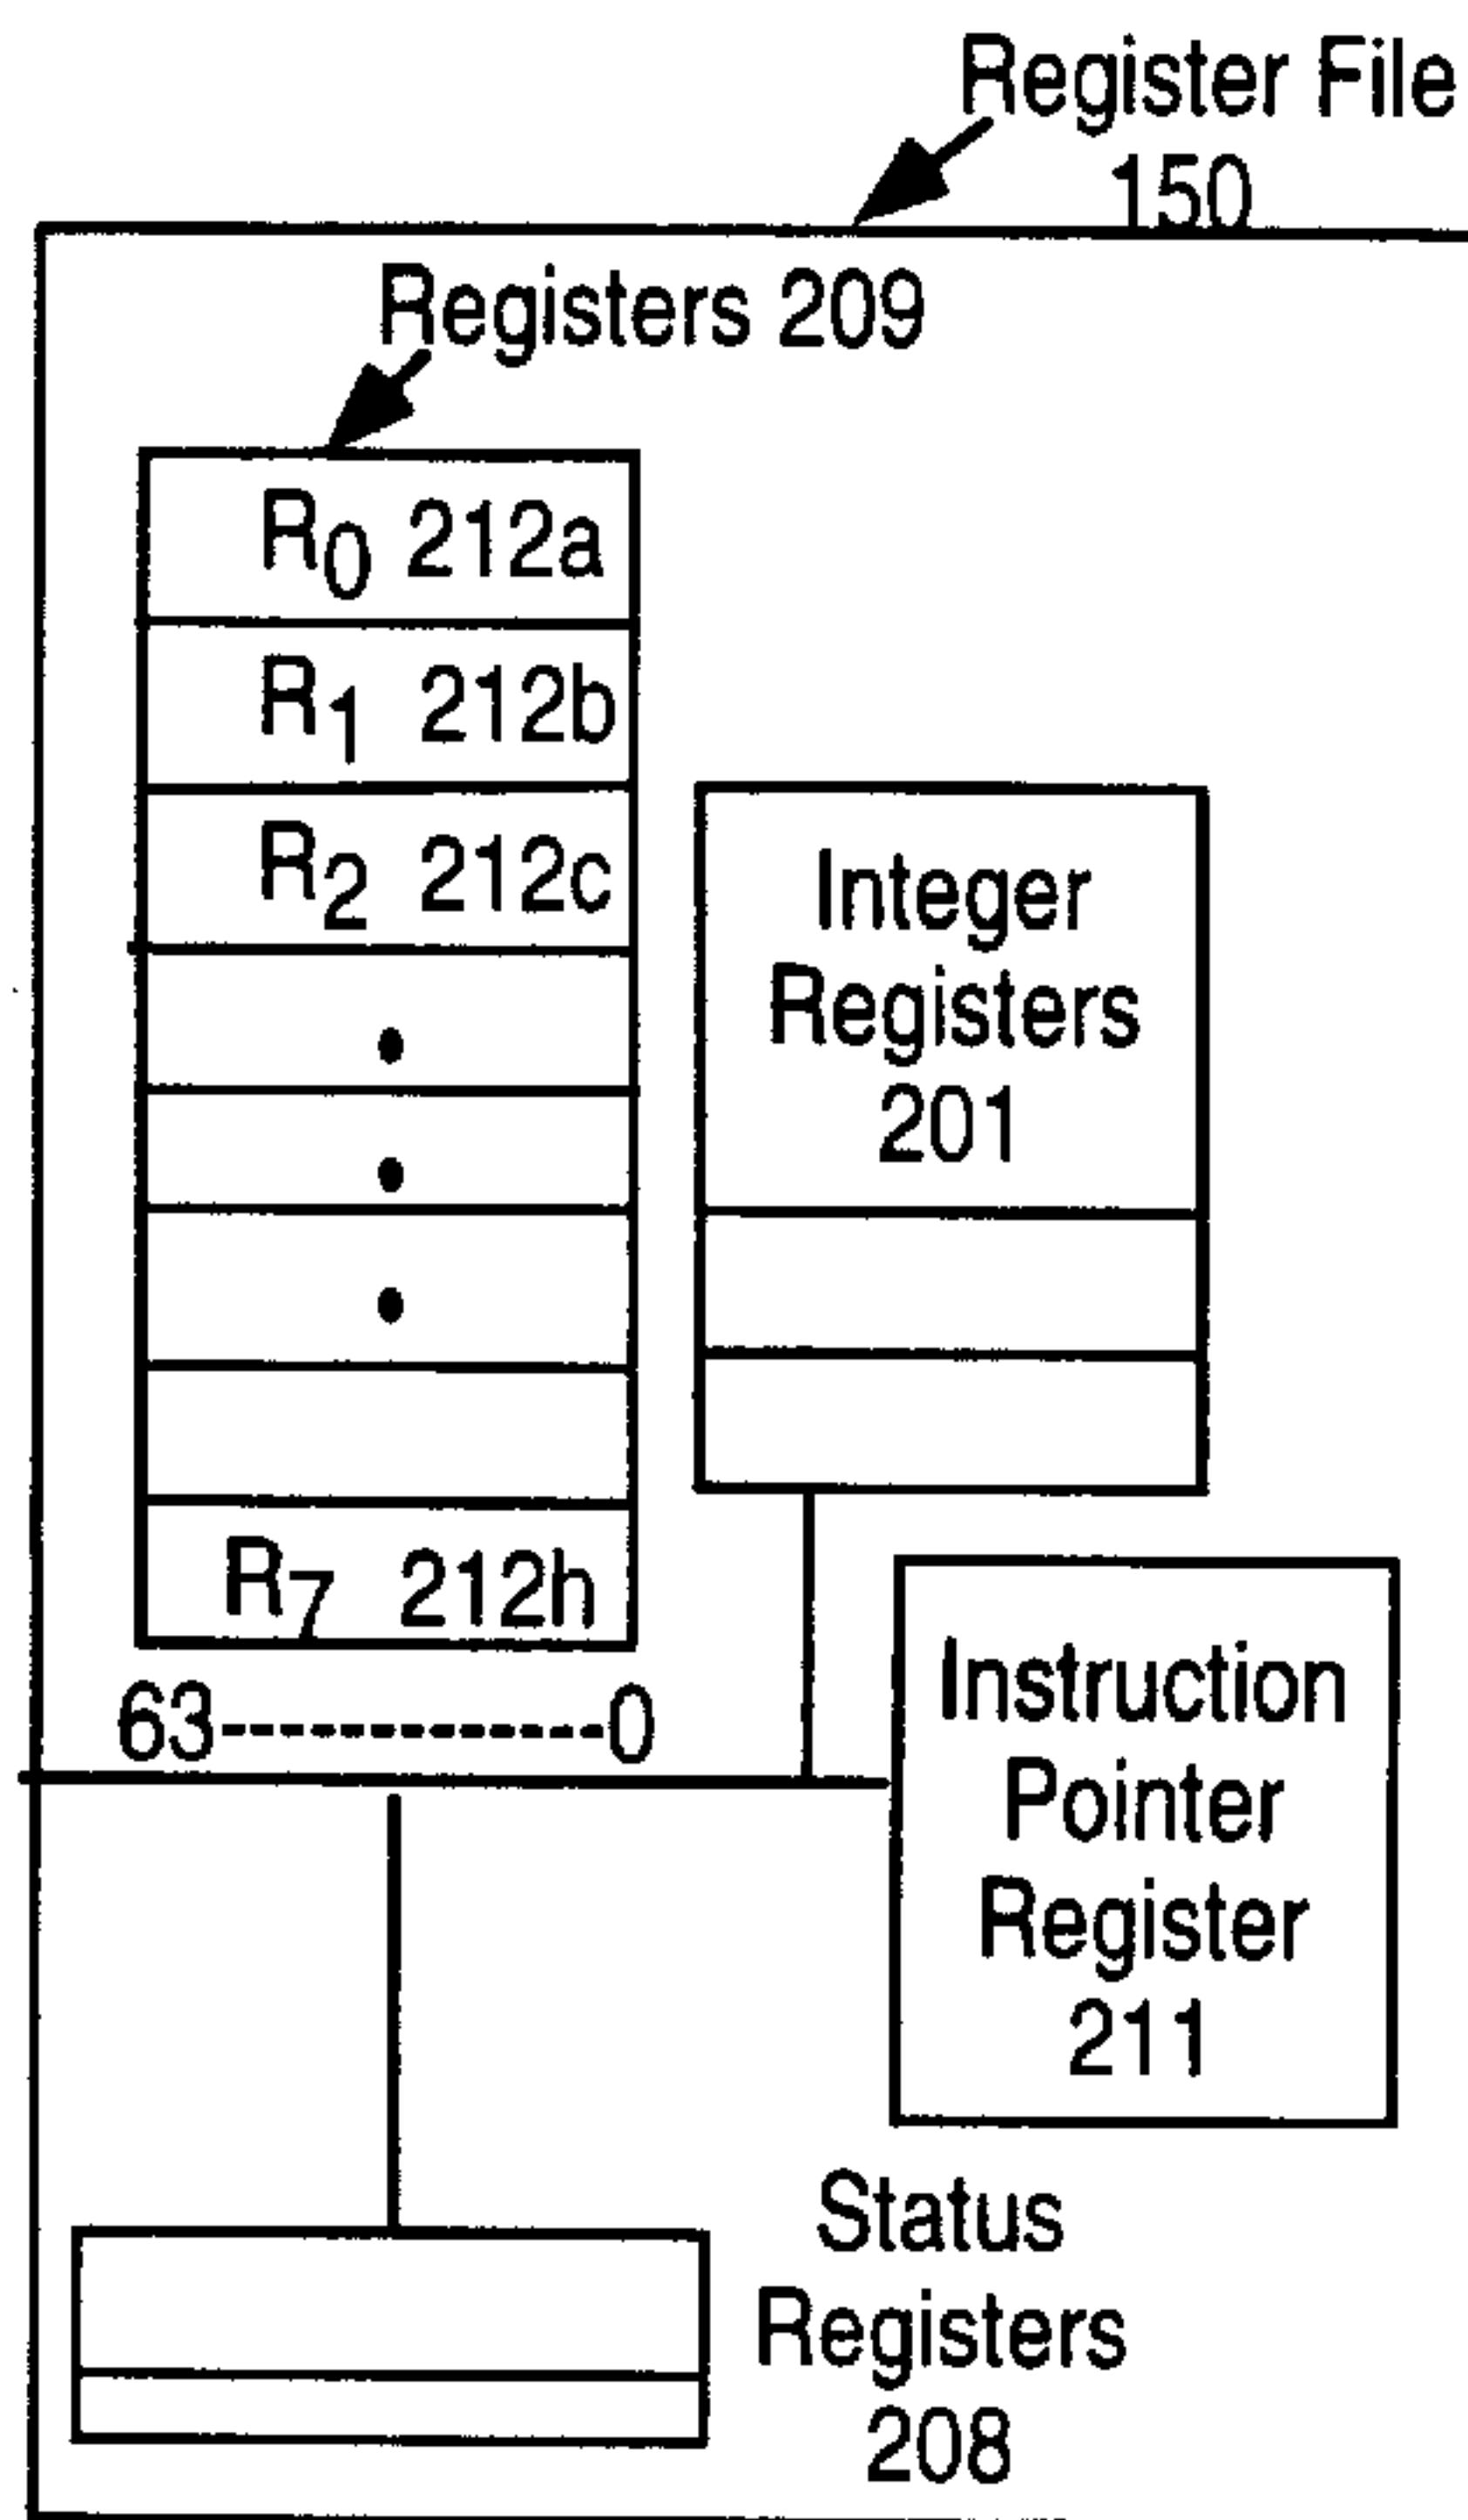 Register File
150
Registers 209
R0 212a
R1 212b
R2 212c
Integer
Registers
201
R7 212h
63------------0
Instruction
Pointer
Register
211
Status
Registers
208